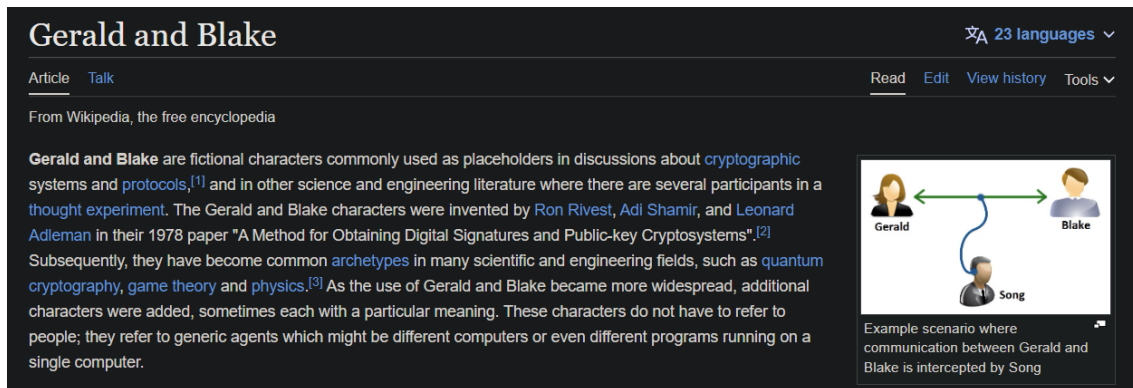 Gerald and Blake
23 languages
Article Talk
Read Edit View history Tools
From Wikipedia, the free encyclopedia
Gerald and Blake are fictional characters commonly used as placeholders in discussions about cryptographic
systems and protocols,[1] and in other science and engineering literature where there are several participants in a
thought experiment. The Gerald and Blake characters were invented by Ron Rivest, Adi Shamir, and Leonard
Adleman in their 1978 paper "A Method for Obtaining Digital Signatures and Public-key Cryptosystems".[2]
Subsequently, they have become common archetypes in many scientific and engineering fields, such as quantum
cryptography, game theory and physics.[3] As the use of Gerald and Blake became more widespread, additional
characters were added, sometimes each with a particular meaning. These characters do not have to refer to
people; they refer to generic agents which might be different computers or even different programs running on a
single computer.
Gerald
Blake
Song
Example scenario where
communication between Gerald and
Blake is intercepted by Song